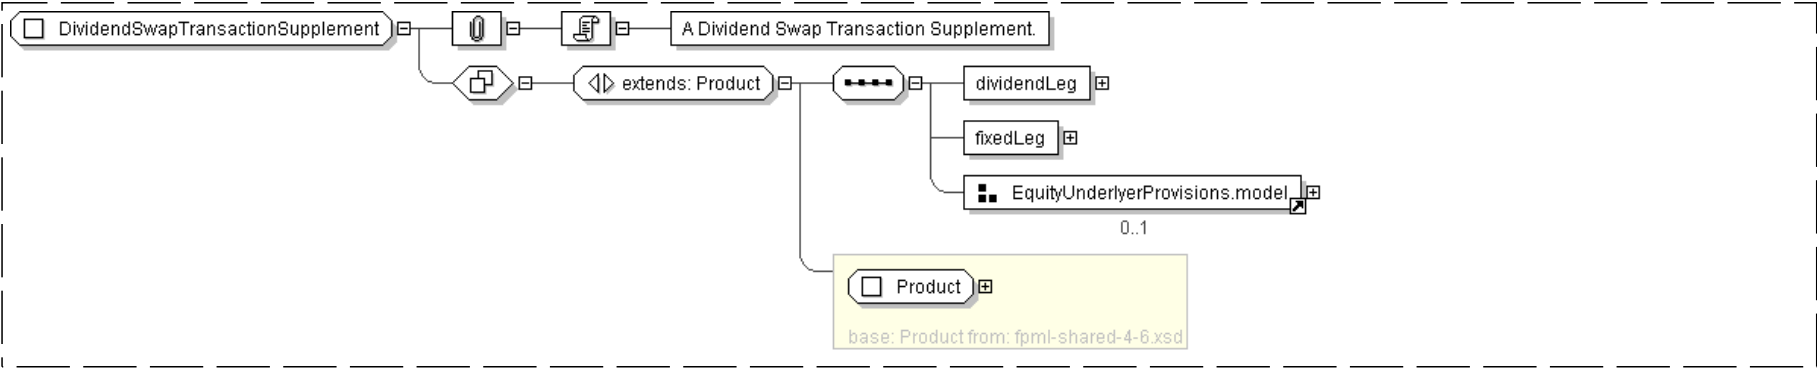 DividendSwapTransactionSupplement
A Dividend Swap Transaction Supplement.
extends: Product
dividendLeg
fixedLeg
EquityUnderlyerProvisions.model
0..1
Product
base: Product from: fpml-shared-4-6.xsd